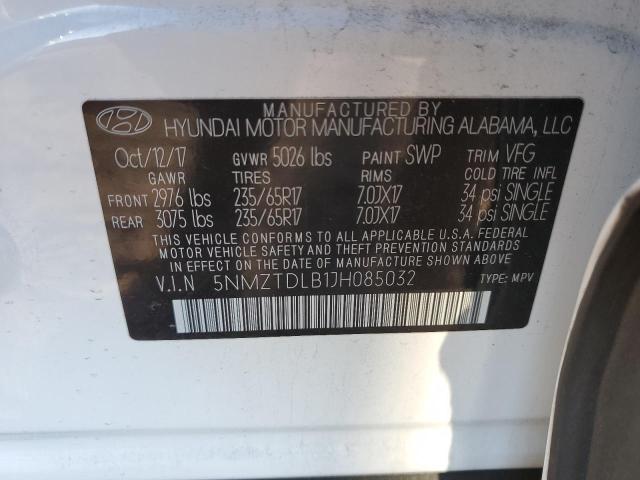 MANUFACTURED BY
HYUNDAI MOTOR MANUFACTURING ALABAMA, LLC
Oct/12/17 GVWR 5026 lbs PAINT SWP TRIM VFG
GAWR TIRES RIMS COLD TIRE INFL
FRONT 2976 lbs 235/65R17 7.0JX17 34 psi SINGLE
REAR 3075 lbs 235/65R17 7.0JX17 34 psi SINGLE
THIS VEHICLE CONFORMS TO ALL APPLICABLE U.S.A. FEDERAL
MOTOR VEHICLE SAFETY AND THEFT PREVENTION STANDARDS
IN EFFECT ON THE DATE OF MANUFACTURE SHOWN ABOVE.
V.I.N 5NMZTDLB1JH085032 TYPE: MPV